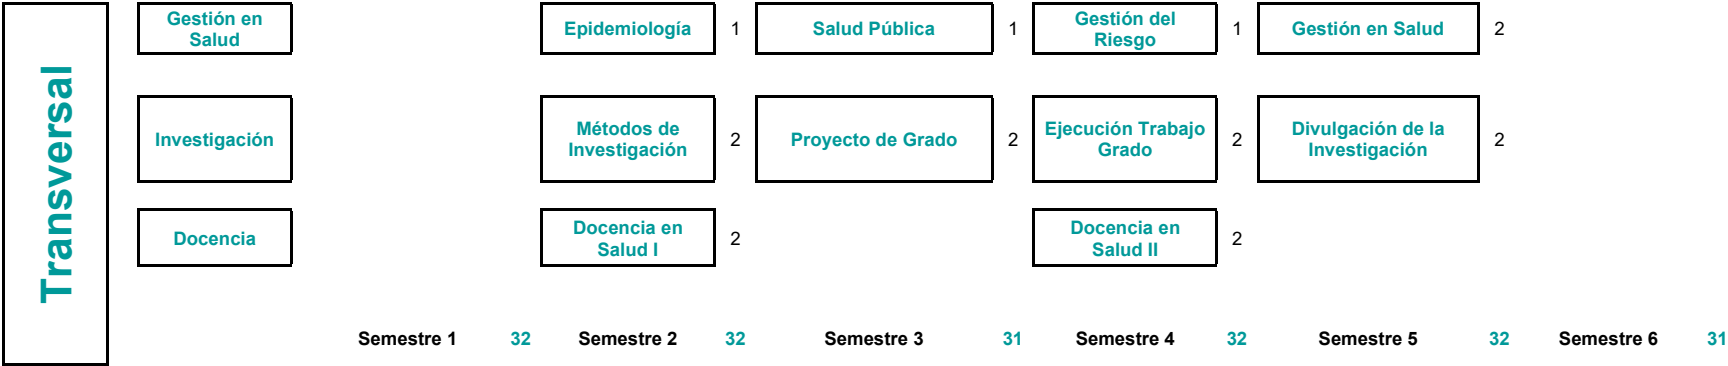 Transversal
Gestión en
Salud
Epidemiología 1
Salud Pública 1
Gestión del
Riesgo 1
Gestión en Salud 2
Investigación
Métodos de
Investigación 2
Proyecto de Grado 2
Ejecución Trabajo
Grado 2
Divulgación de la
Investigación 2
Docencia
Docencia en
Salud I 2
Docencia en
Salud II 2
Semestre 1 32 Semestre 2 32 Semestre 3 31 Semestre 4 32 Semestre 5 32 Semestre 6 31